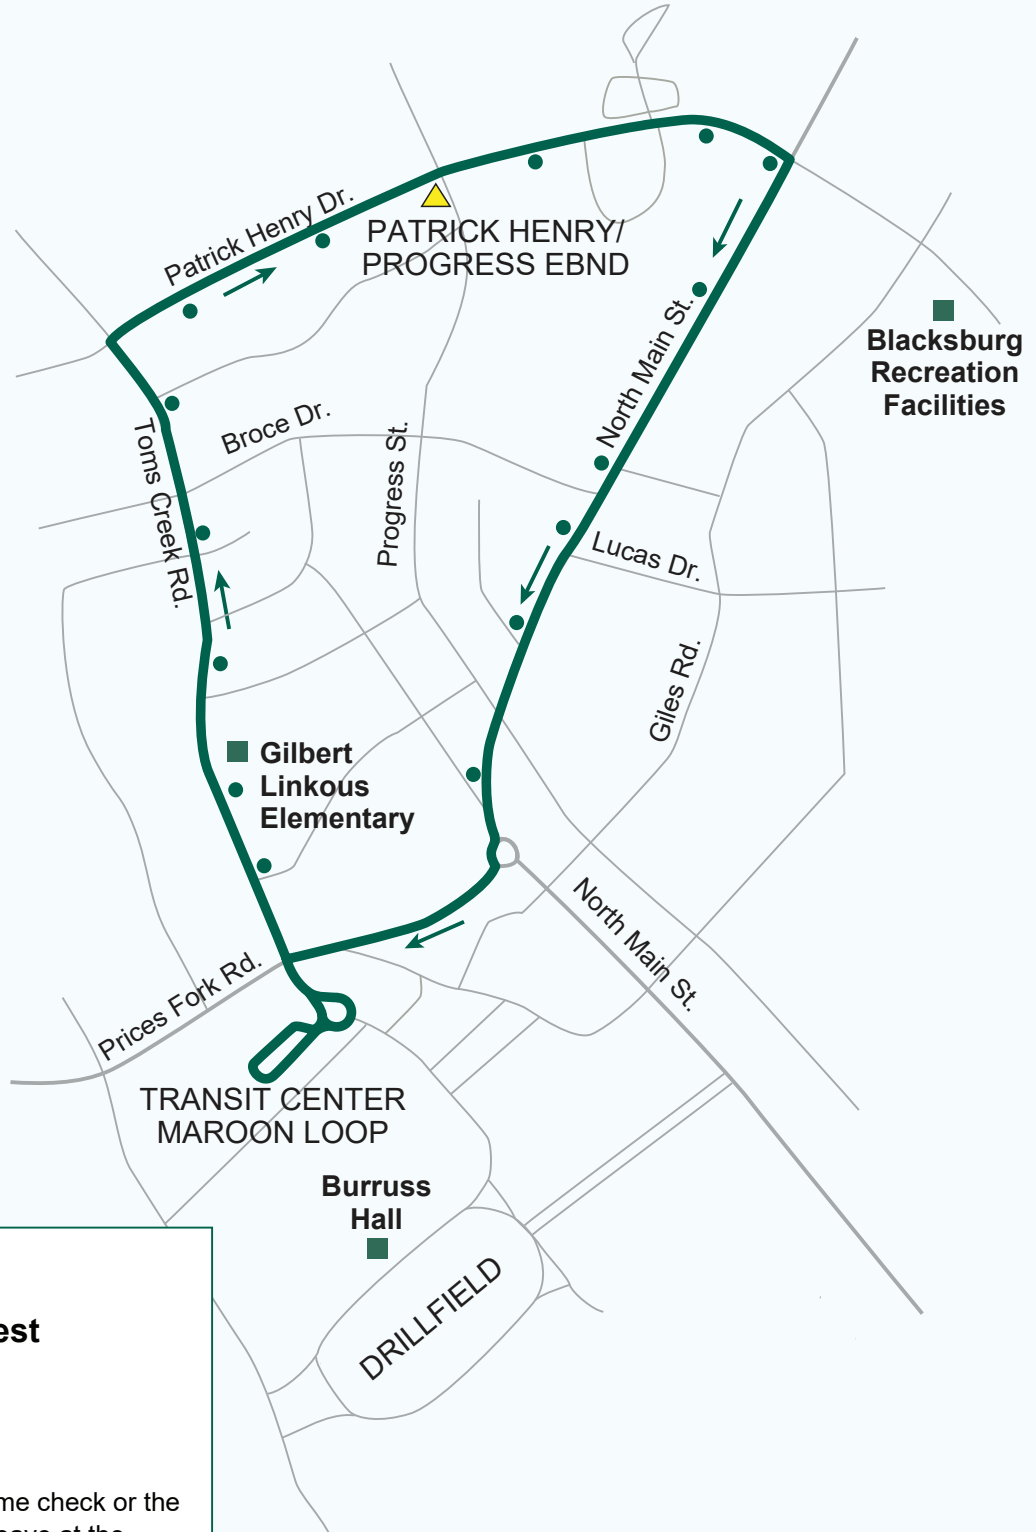 Patrick Henry Dr.
PATRICK HENRY/
PROGRESS EBND
North Main St.
Blacksburg
Recreation
Facilities
Broce Dr.
Toms Creek Rd.
Progress St.
Lucas Dr.
Giles Rd.
Gilbert
Linkous
Elementary
North Main St.
Prices Fork Rd.
TRANSIT CENTER
MAROON LOOP
Burruss
Hall
DRILLFIELD
est
me check or the